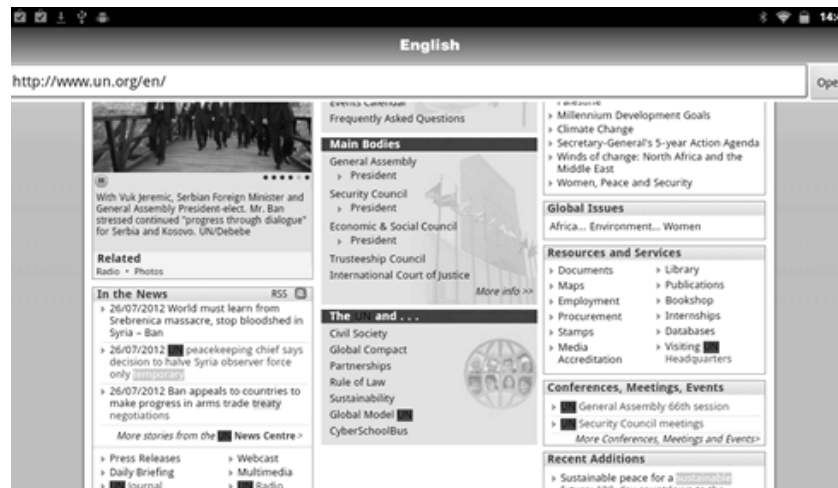 14:
English
http://www.un.org/en/
Ope
With Vuk Jeremic, Serbian Foreign Minister and
General Assembly President-elect. Mr. Ban
stressed continued "progress through dialogue"
for Serbia and Kosovo. UN/Debebe
Related
Radio • Photos
In the News RSS
26/07/2012 World must learn from
Srebrenica massacre, stop bloodshed in
Syria – Ban
26/07/2012 UN peacekeeping chief says
decision to halve Syria observer force
only temporary
26/07/2012 Ban appeals to countries to
make progress in arms trade treaty
negotiations
More stories from the UN News Centre>
Press Releases
Daily Briefing
UN Journal
Webcast
Multimedia
UN Radio
Events Calendar
Frequently Asked Questions
Main Bodies
General Assembly
President
Security Council
President
Economic & Social Council
President
Trusteeship Council
International Court of Justice
More info >>
The UN and . . .
Civil Society
Global Compact
Partnerships
Rule of Law
Sustainability
Global Model UN
CyberSchoolBus
Palestine
Millennium Development Goals
Climate Change
Secretary-General's 5-year Action Agenda
Winds of change: North Africa and the
Middle East
Women, Peace and Security
Global Issues
Africa... Environment... Women
Resources and Services
Documents
Maps
Employment
Procurement
Stamps
Media
Accreditation
Library
Publications
Bookshop
Internships
Databases
Visiting UN
Headquarters
Conferences, Meetings, Events
UN General Assembly 66th session
UN Security Council meetings
More Conferences, Meetings and Events>
Recent Additions
Sustainable peace for a sustainable